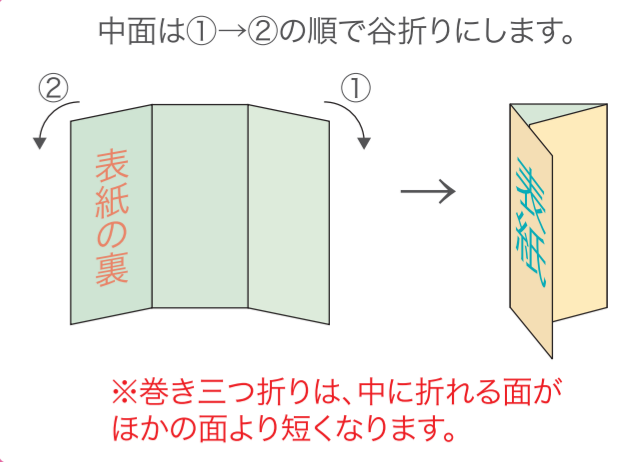 中面は①→②の順で谷折りにします。
②
①
表紙の裏
表紙
※巻き三つ折りは、中に折れる面が
ほかの面より短くなります。